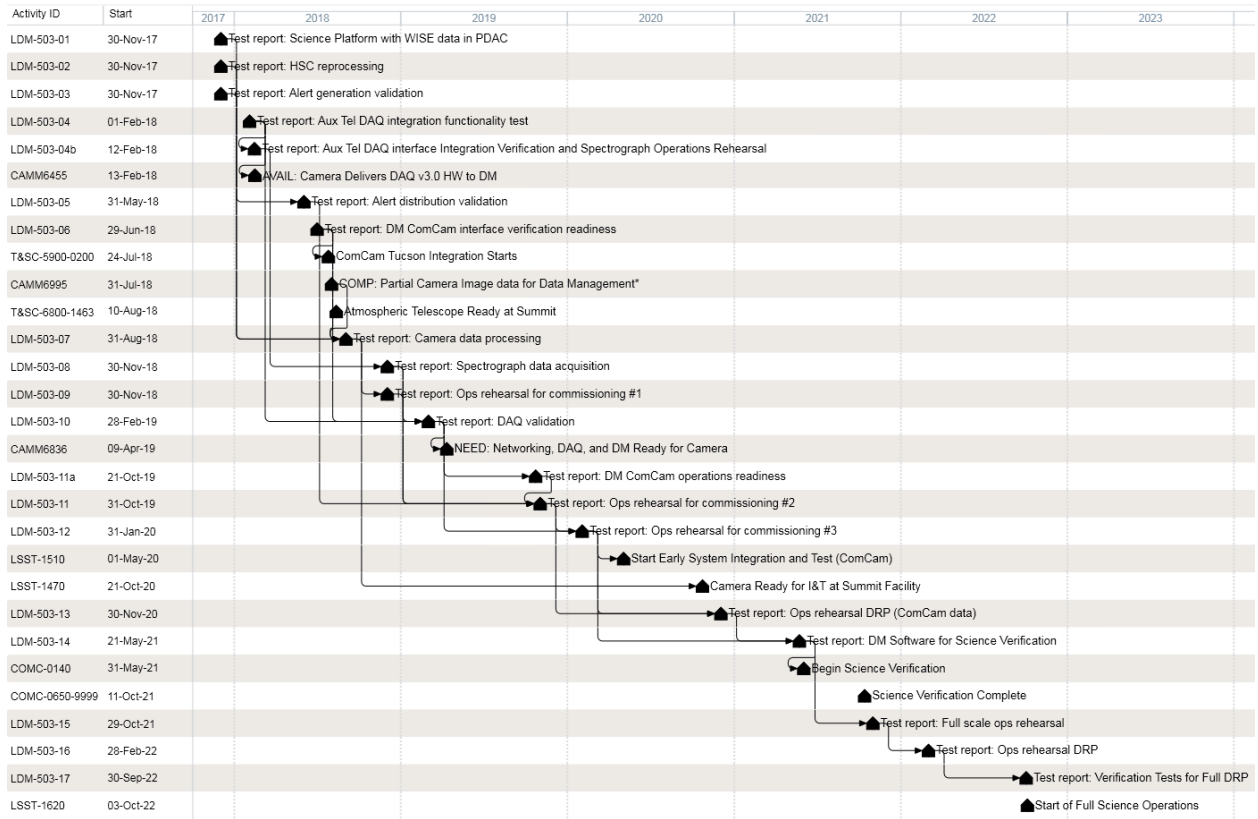 Activity ID Start 2017 2018 2019 2020 2021 2022 2023
LDM-503-01 30-Nov-17 Test report: Science Platform with WISE data in PDAC
LDM-503-02 30-Nov-17 Test report: HSC reprocessing
LDM-503-03 30-Nov-17 Test report: Alert generation validation
LDM-503-04 01-Feb-18 Test report: Aux Tel DAQ integration functionality test
LDM-503-04b 12-Feb-18 Test report: Aux Tel DAQ interface Integration Verification and Spectrograph Operations Rehearsal
CAMM6455 13-Feb-18 AVAIL: Camera Delivers DAQ v3.0 HW to DM
LDM-503-05 31-May-18 Test report: Alert distribution validation
LDM-503-06 29-Jun-18 Test report: DM ComCam interface verification readiness
T&SC-5900-0200 24-Jul-18 ComCam Tucson Integration Starts
CAMM6995 31-Jul-18 COMP: Partial Camera Image data for Data Management*
T&SC-6800-1463 10-Aug-18 Atmospheric Telescope Ready at Summit
LDM-503-07 31-Aug-18 Test report: Camera data processing
LDM-503-08 30-Nov-18 Test report: Spectrograph data acquisition
LDM-503-09 30-Nov-18 Test report: Ops rehearsal for commissioning #1
LDM-503-10 28-Feb-19 Test report: DAQ validation
CAMM6836 09-Apr-19 NEED: Networking, DAQ, and DM Ready for Camera
LDM-503-11a 21-Oct-19 Test report: DM ComCam operations readiness
LDM-503-11 31-Oct-19 Test report: Ops rehearsal for commissioning #2
LDM-503-12 31-Jan-20 Test report: Ops rehearsal for commissioning #3
LSST-1510 01-May-20 Start Early System Integration and Test (ComCam)
LSST-1470 21-Oct-20 Camera Ready for I&T at Summit Facility
LDM-503-13 30-Nov-20 Test report: Ops rehearsal DRP (ComCam data)
LDM-503-14 21-May-21 Test report: DM Software for Science Verification
COMC-0140 31-May-21 Begin Science Verification
COMC-0650-9999 11-Oct-21 Science Verification Complete
LDM-503-15 29-Oct-21 Test report: Full scale ops rehearsal
LDM-503-16 28-Feb-22 Test report: Ops rehearsal DRP
LDM-503-17 30-Sep-22 Test report: Verification Tests for Full DRP
LSST-1620 03-Oct-22 Start of Full Science Operations